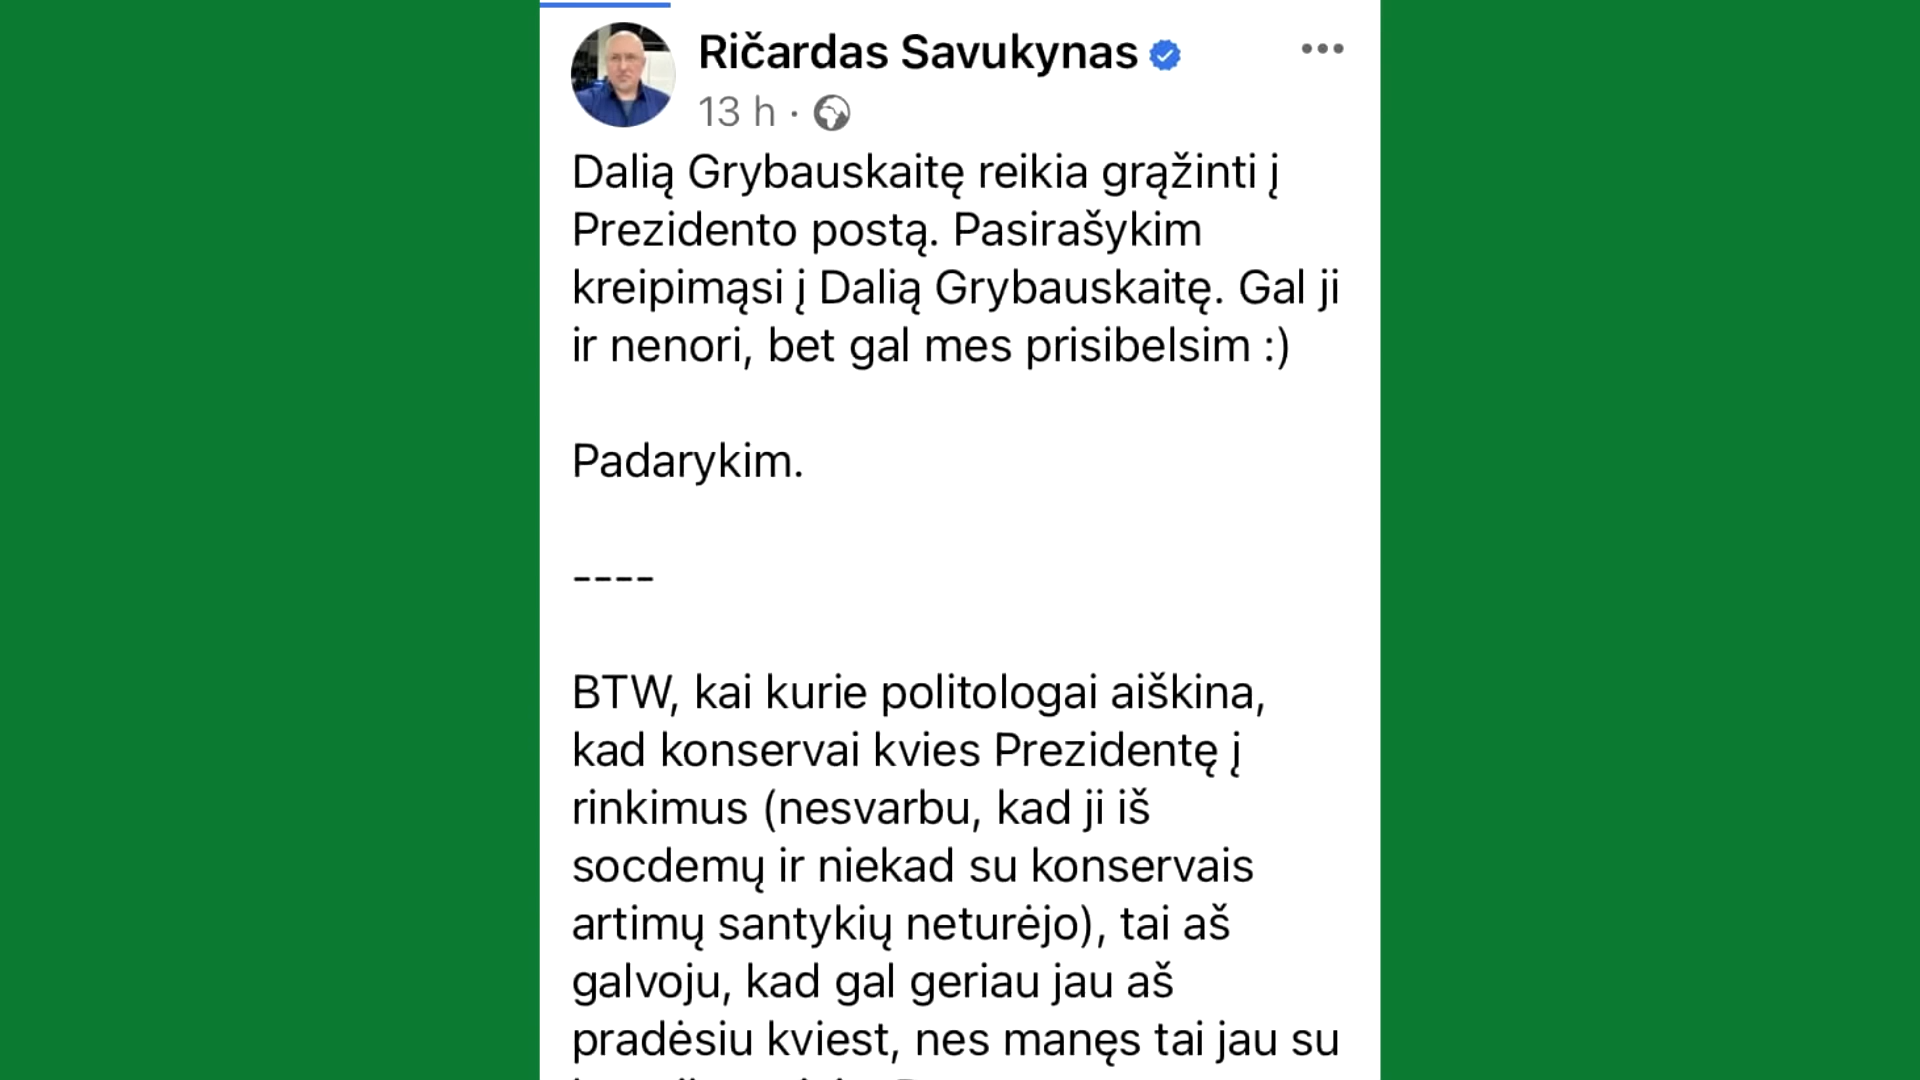 Ričardas Savukynas
13 h ·
Dalią Grybauskaitę reikia grąžinti į
Prezidento postą. Pasirašykim
kreipimąsi į Dalią Grybauskaitę. Gal ji
ir nenori, bet gal mes prisibelsim :)
Padarykim.
----
BTW, kai kurie politologai aiškina,
kad konservai kvies Prezidentę į
rinkimus (nesvarbu, kad ji iš
socdemų ir niekad su konservais
artimų santykių neturėjo), tai aš
galvoju, kad gal geriau jau aš
pradėsiu kviest, nes manęs tai jau su